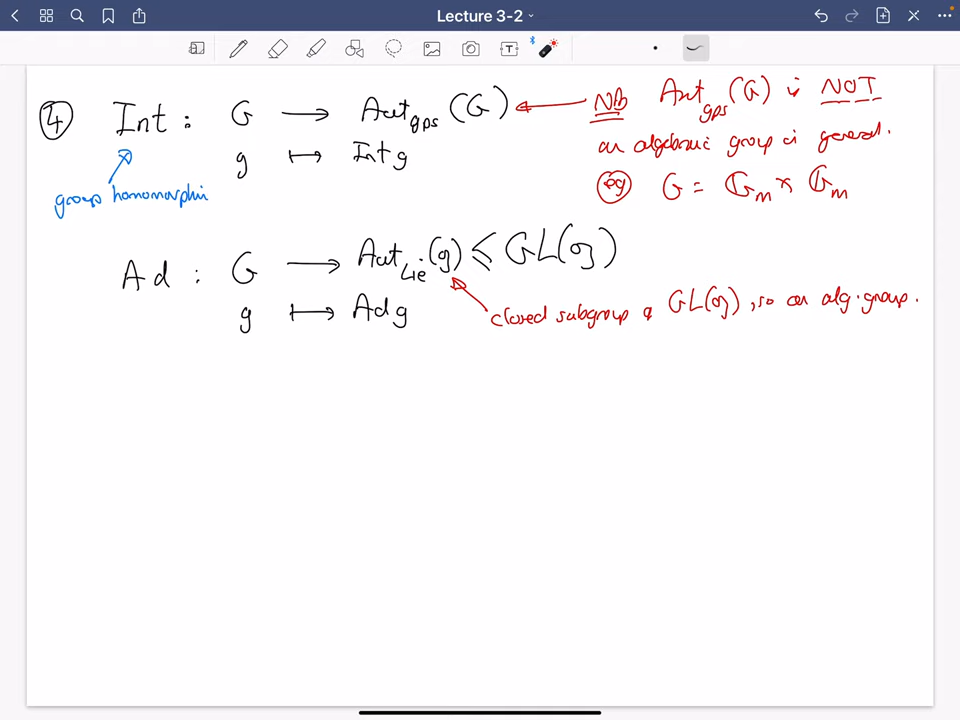 Lecture 3-2
④ Int : G ⟶ Aut_gps (G)
g ⟼ Int g
group homomorphism
NB Aut_gps (G) is NOT
an algebraic group in general.
eg G = 𝔾_m × 𝔾_m
Ad : G ⟶ Aut_Lie (𝔤) ≤ GL(𝔤)
g ⟼ Ad g
closed subgroup of GL(𝔤), so an alg. group.